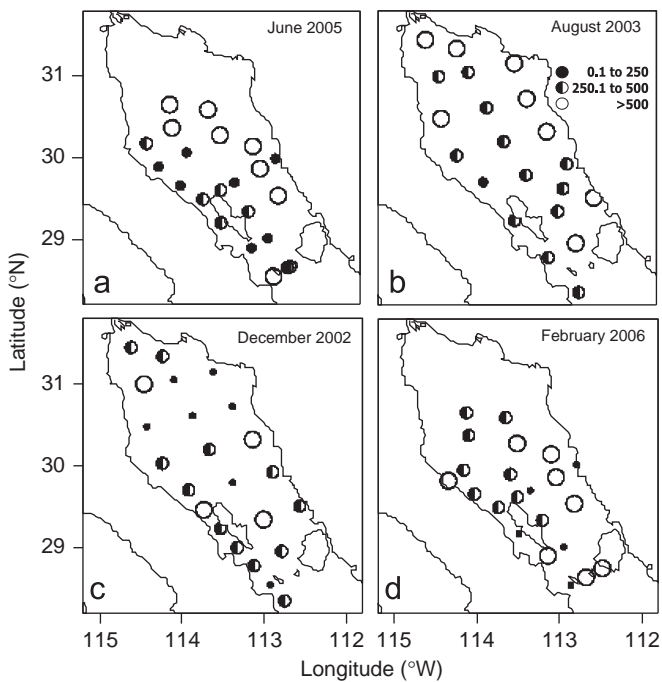 June 2005
August 2003
0.1 to 250
250.1 to 500
>500
31
30
29
a
b
Latitude (°N)
December 2002
February 2006
31
30
29
c
d
115 114 113 112 115 114 113 112
Longitude (°W)